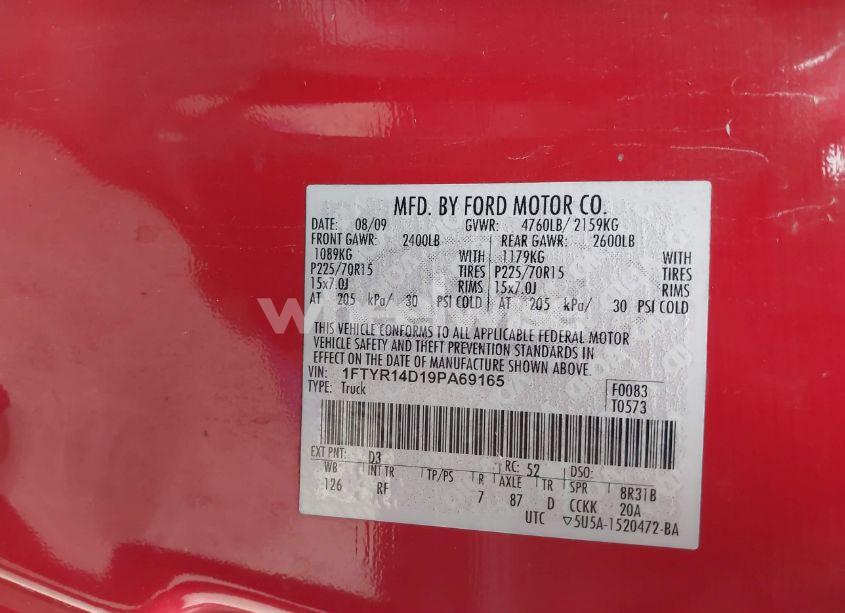 MFD. BY FORD MOTOR CO.
DATE: 08/09 GVWR: 4760LB/ 2159KG
FRONT GAWR: 2400LB REAR GAWR: 2600LB
1089KG WITH 1179KG WITH
P225/70R15 TIRES P225/70R15 TIRES
15x7.0J RIMS 15x7.0J RIMS
AT 205 kPa/ 30 PSI COLD AT 205 kPa/ 30 PSI COLD
THIS VEHICLE CONFORMS TO ALL APPLICABLE FEDERAL MOTOR
VEHICLE SAFETY AND THEFT PREVENTION STANDARDS IN
EFFECT ON THE DATE OF MANUFACTURE SHOWN ABOVE.
VIN: 1FTYR14D19PA69165 F0083
TYPE: Truck T0573
EXT PNT: D3 RC: 52 DSO:
WB INT TR TP/PS R AXLE TR SPR 8R31B
126 RF 7 87 D CCKK 20A
UTC ▽5U5A-1520472-BA